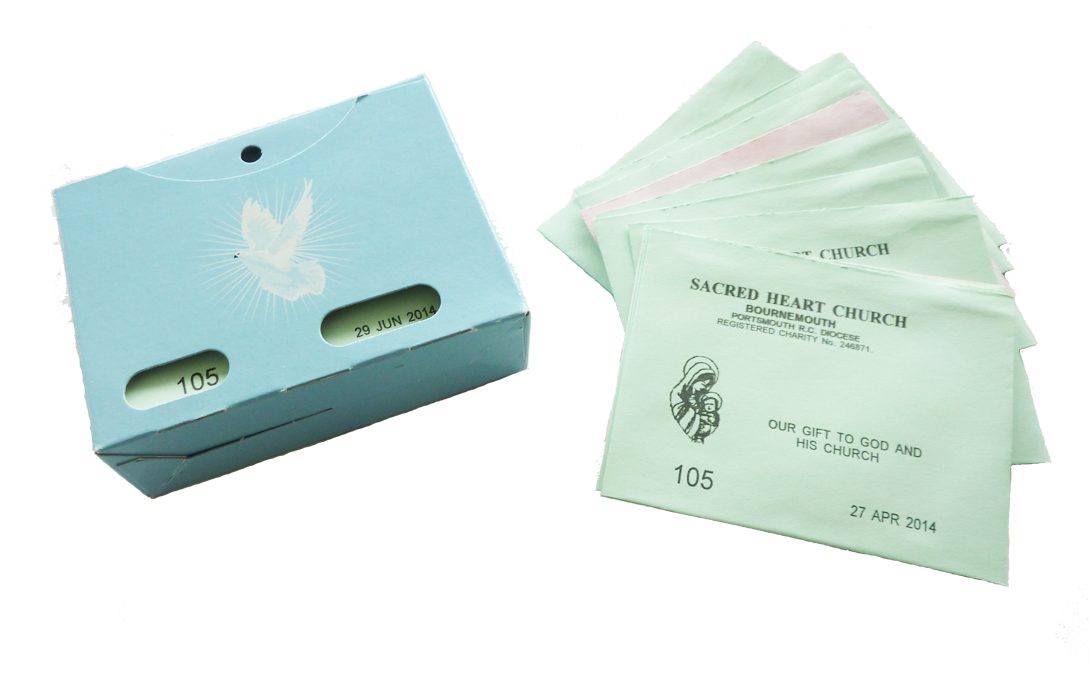 29 JUN 2014
105
RT CHURCH
SACRED HEART CHURCH
BOURNEMOUTH
PORTSMOUTH R.C. DIOCESE
REGISTERED CHARITY No. 246871.
OUR GIFT TO GOD AND
HIS CHURCH
105
27 APR 2014